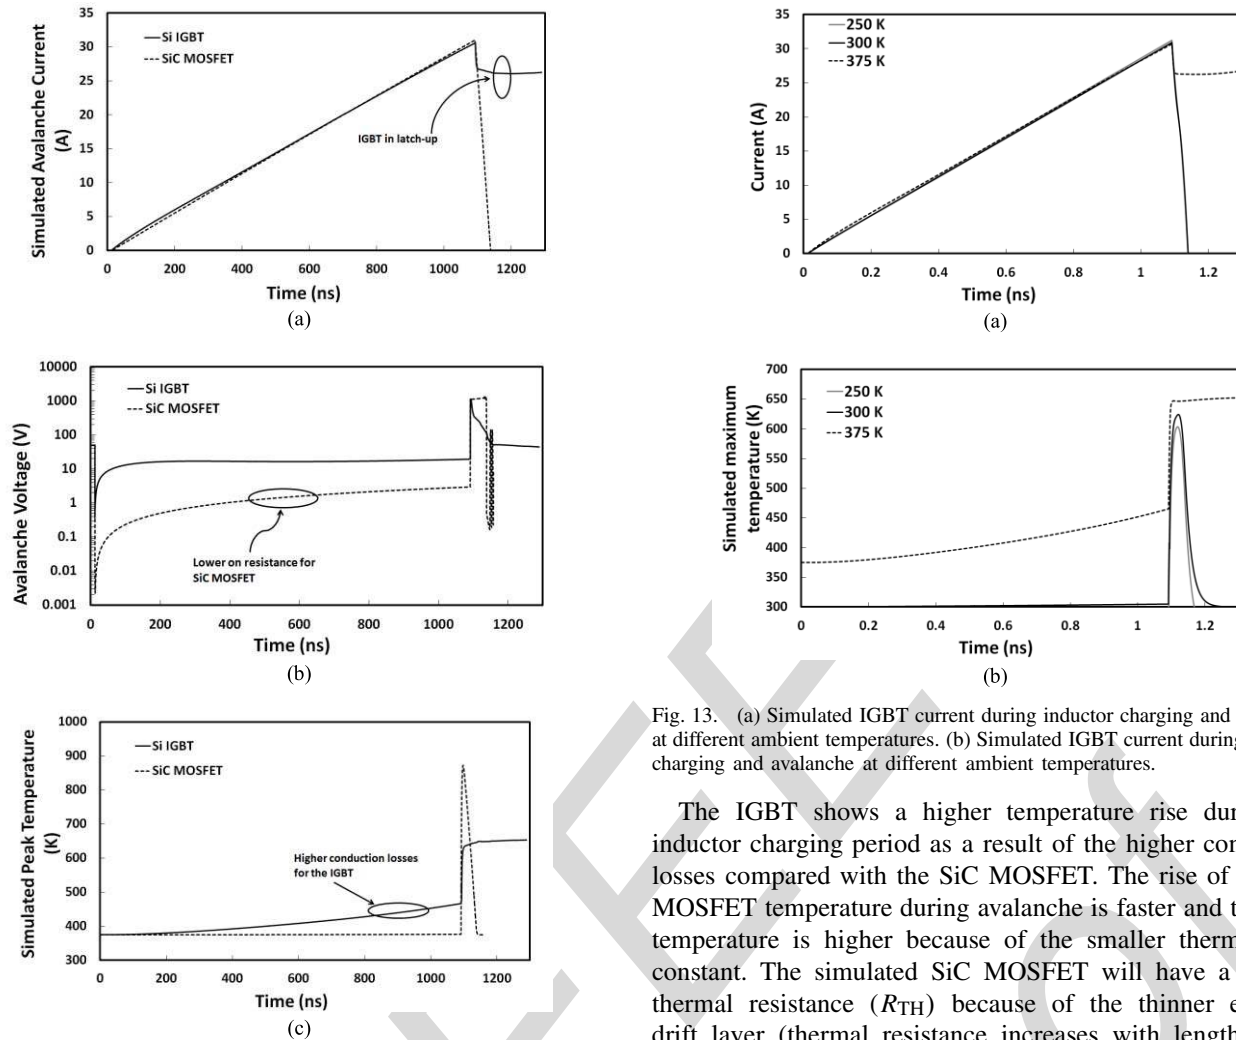 Simulated Avalanche Current
(A)
35
30
25
20
15
10
5
0
Si IGBT
SiC MOSFET
IGBT in latch-up
0 200 400 600 800 1000 1200
Time (ns)
(a)
Avalanche Voltage (V)
10000
1000
100
10
1
0.1
0.01
0.001
Si IGBT
SiC MOSFET
Lower on resistance for
SiC MOSFET
0 200 400 600 800 1000 1200
Time (ns)
(b)
Simulated Peak Temperature
(K)
1000
900
800
700
600
500
400
300
Si IGBT
SiC MOSFET
Higher conduction losses
for the IGBT
0 200 400 600 800 1000 1200
Time (ns)
(c)
Current (A)
35
30
25
20
15
10
5
0
250 K
300 K
375 K
0 0.2 0.4 0.6 0.8 1 1.2
Time (ns)
(a)
Simulated maximum
temperature (K)
700
650
600
550
500
450
400
350
300
250 K
300 K
375 K
0 0.2 0.4 0.6 0.8 1 1.2
Time (ns)
(b)
Fig. 13. (a) Simulated IGBT current during inductor charging and
at different ambient temperatures. (b) Simulated IGBT current during
charging and avalanche at different ambient temperatures.
The IGBT shows a higher temperature rise dur
inductor charging period as a result of the higher con
losses compared with the SiC MOSFET. The rise of
MOSFET temperature during avalanche is faster and t
temperature is higher because of the smaller therm
constant. The simulated SiC MOSFET will have a
thermal resistance (RTH) because of the thinner e
drift layer (thermal resistance increases with length